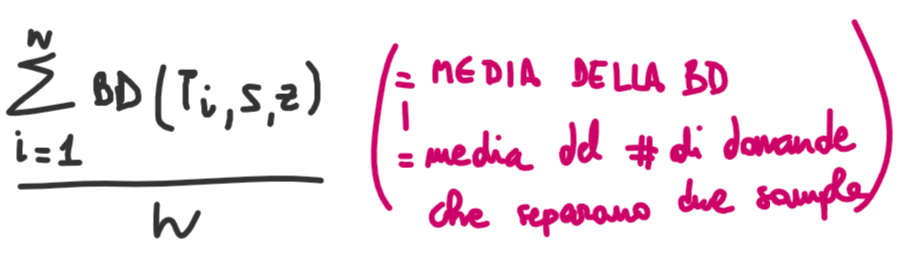 ∑ i=1 n BD(Ti,s,z)
n
(= MEDIA DELLA BD
= media del # di domande
che separano due sample)